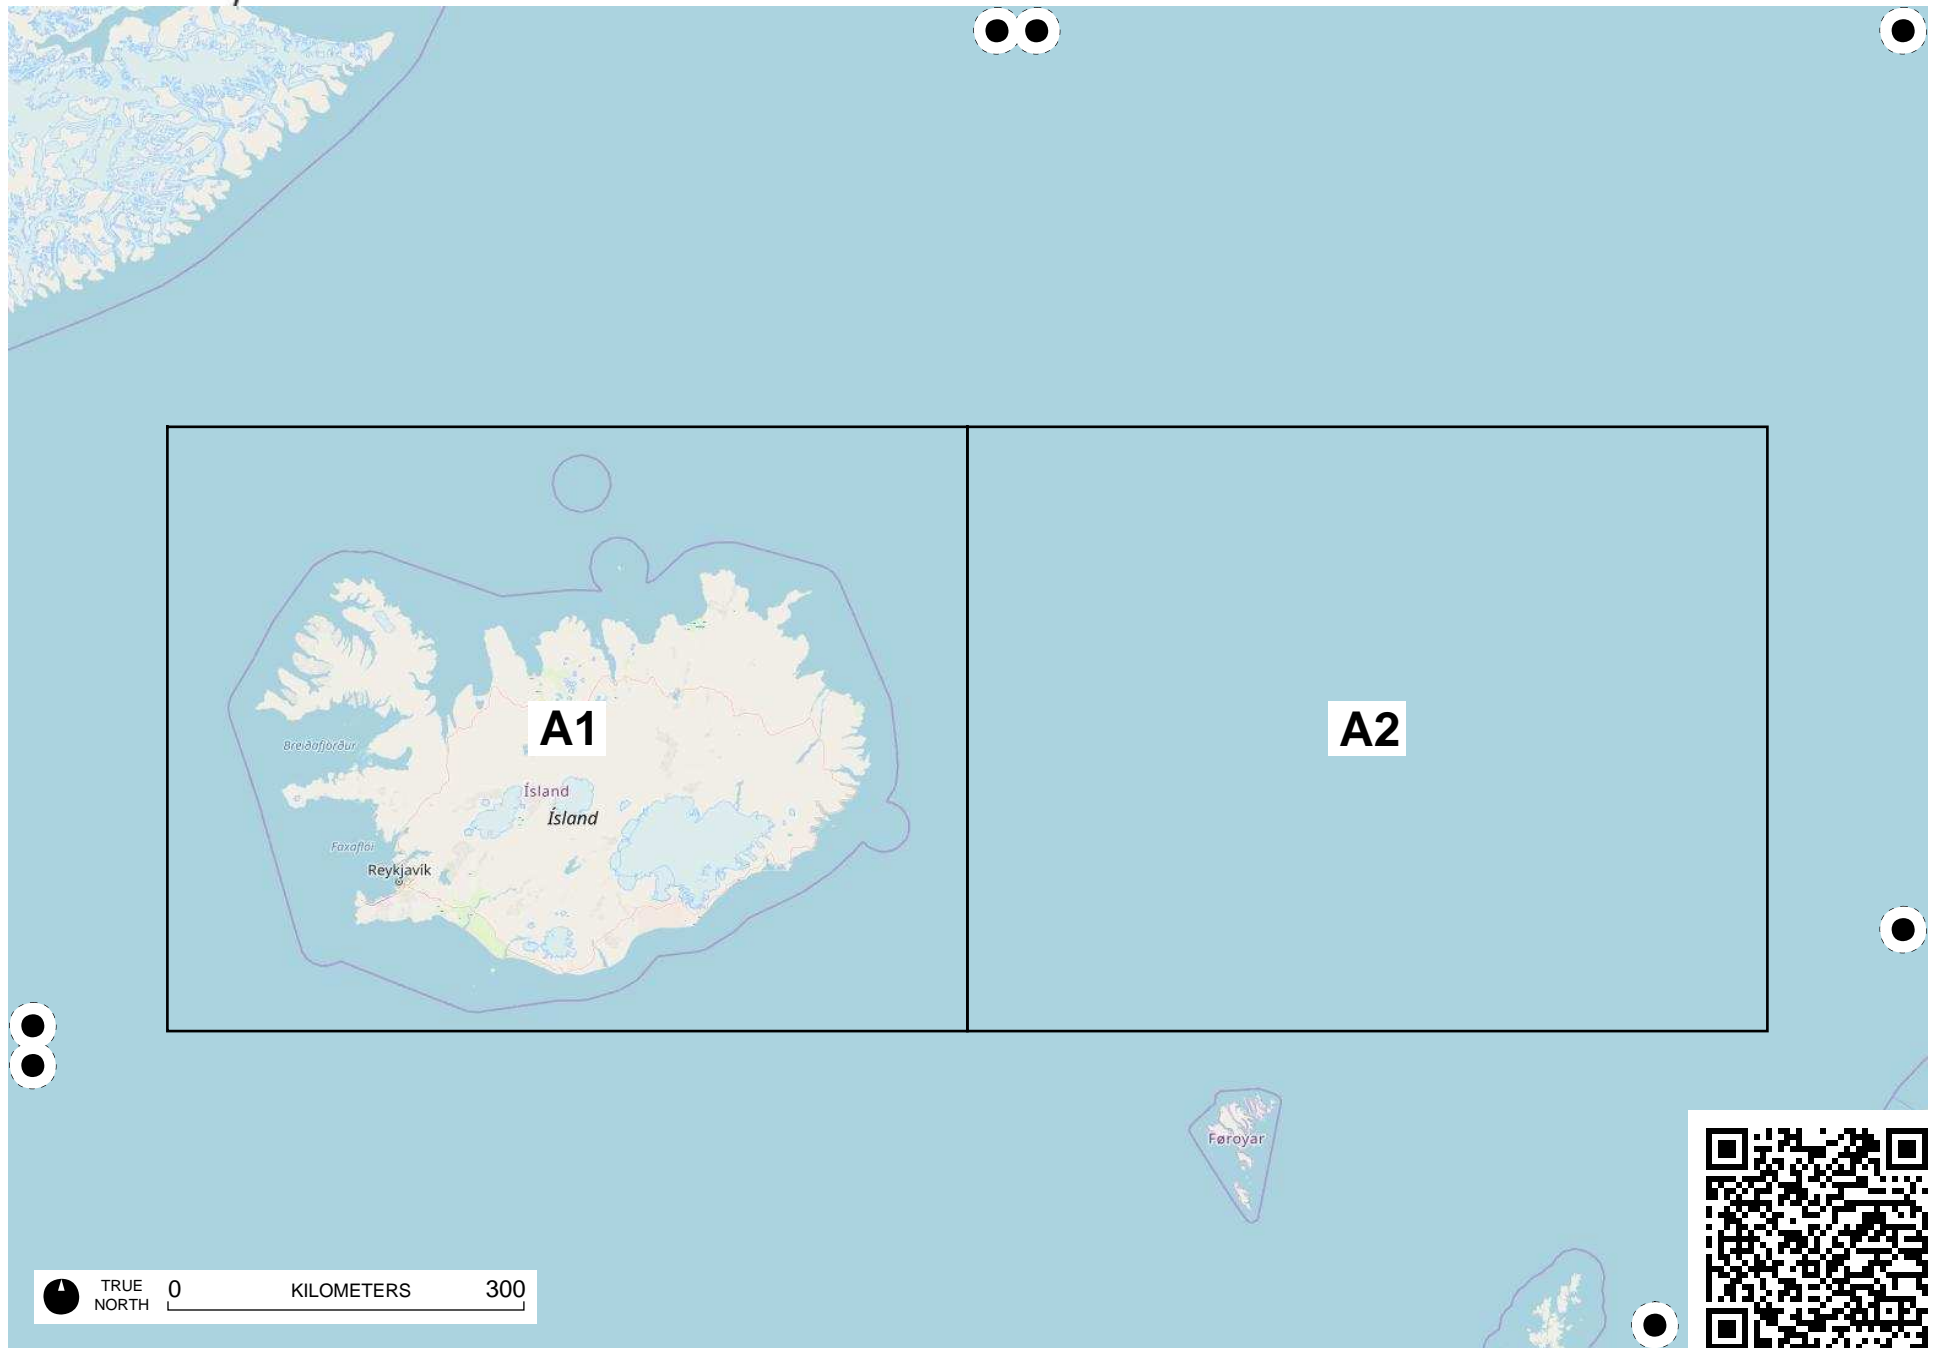 A1
A2
Breiðafjörður
Ísland
Ísland
Faxaflói
Reykjavík
Føroyar
TRUE NORTH
0 KILOMETERS 300